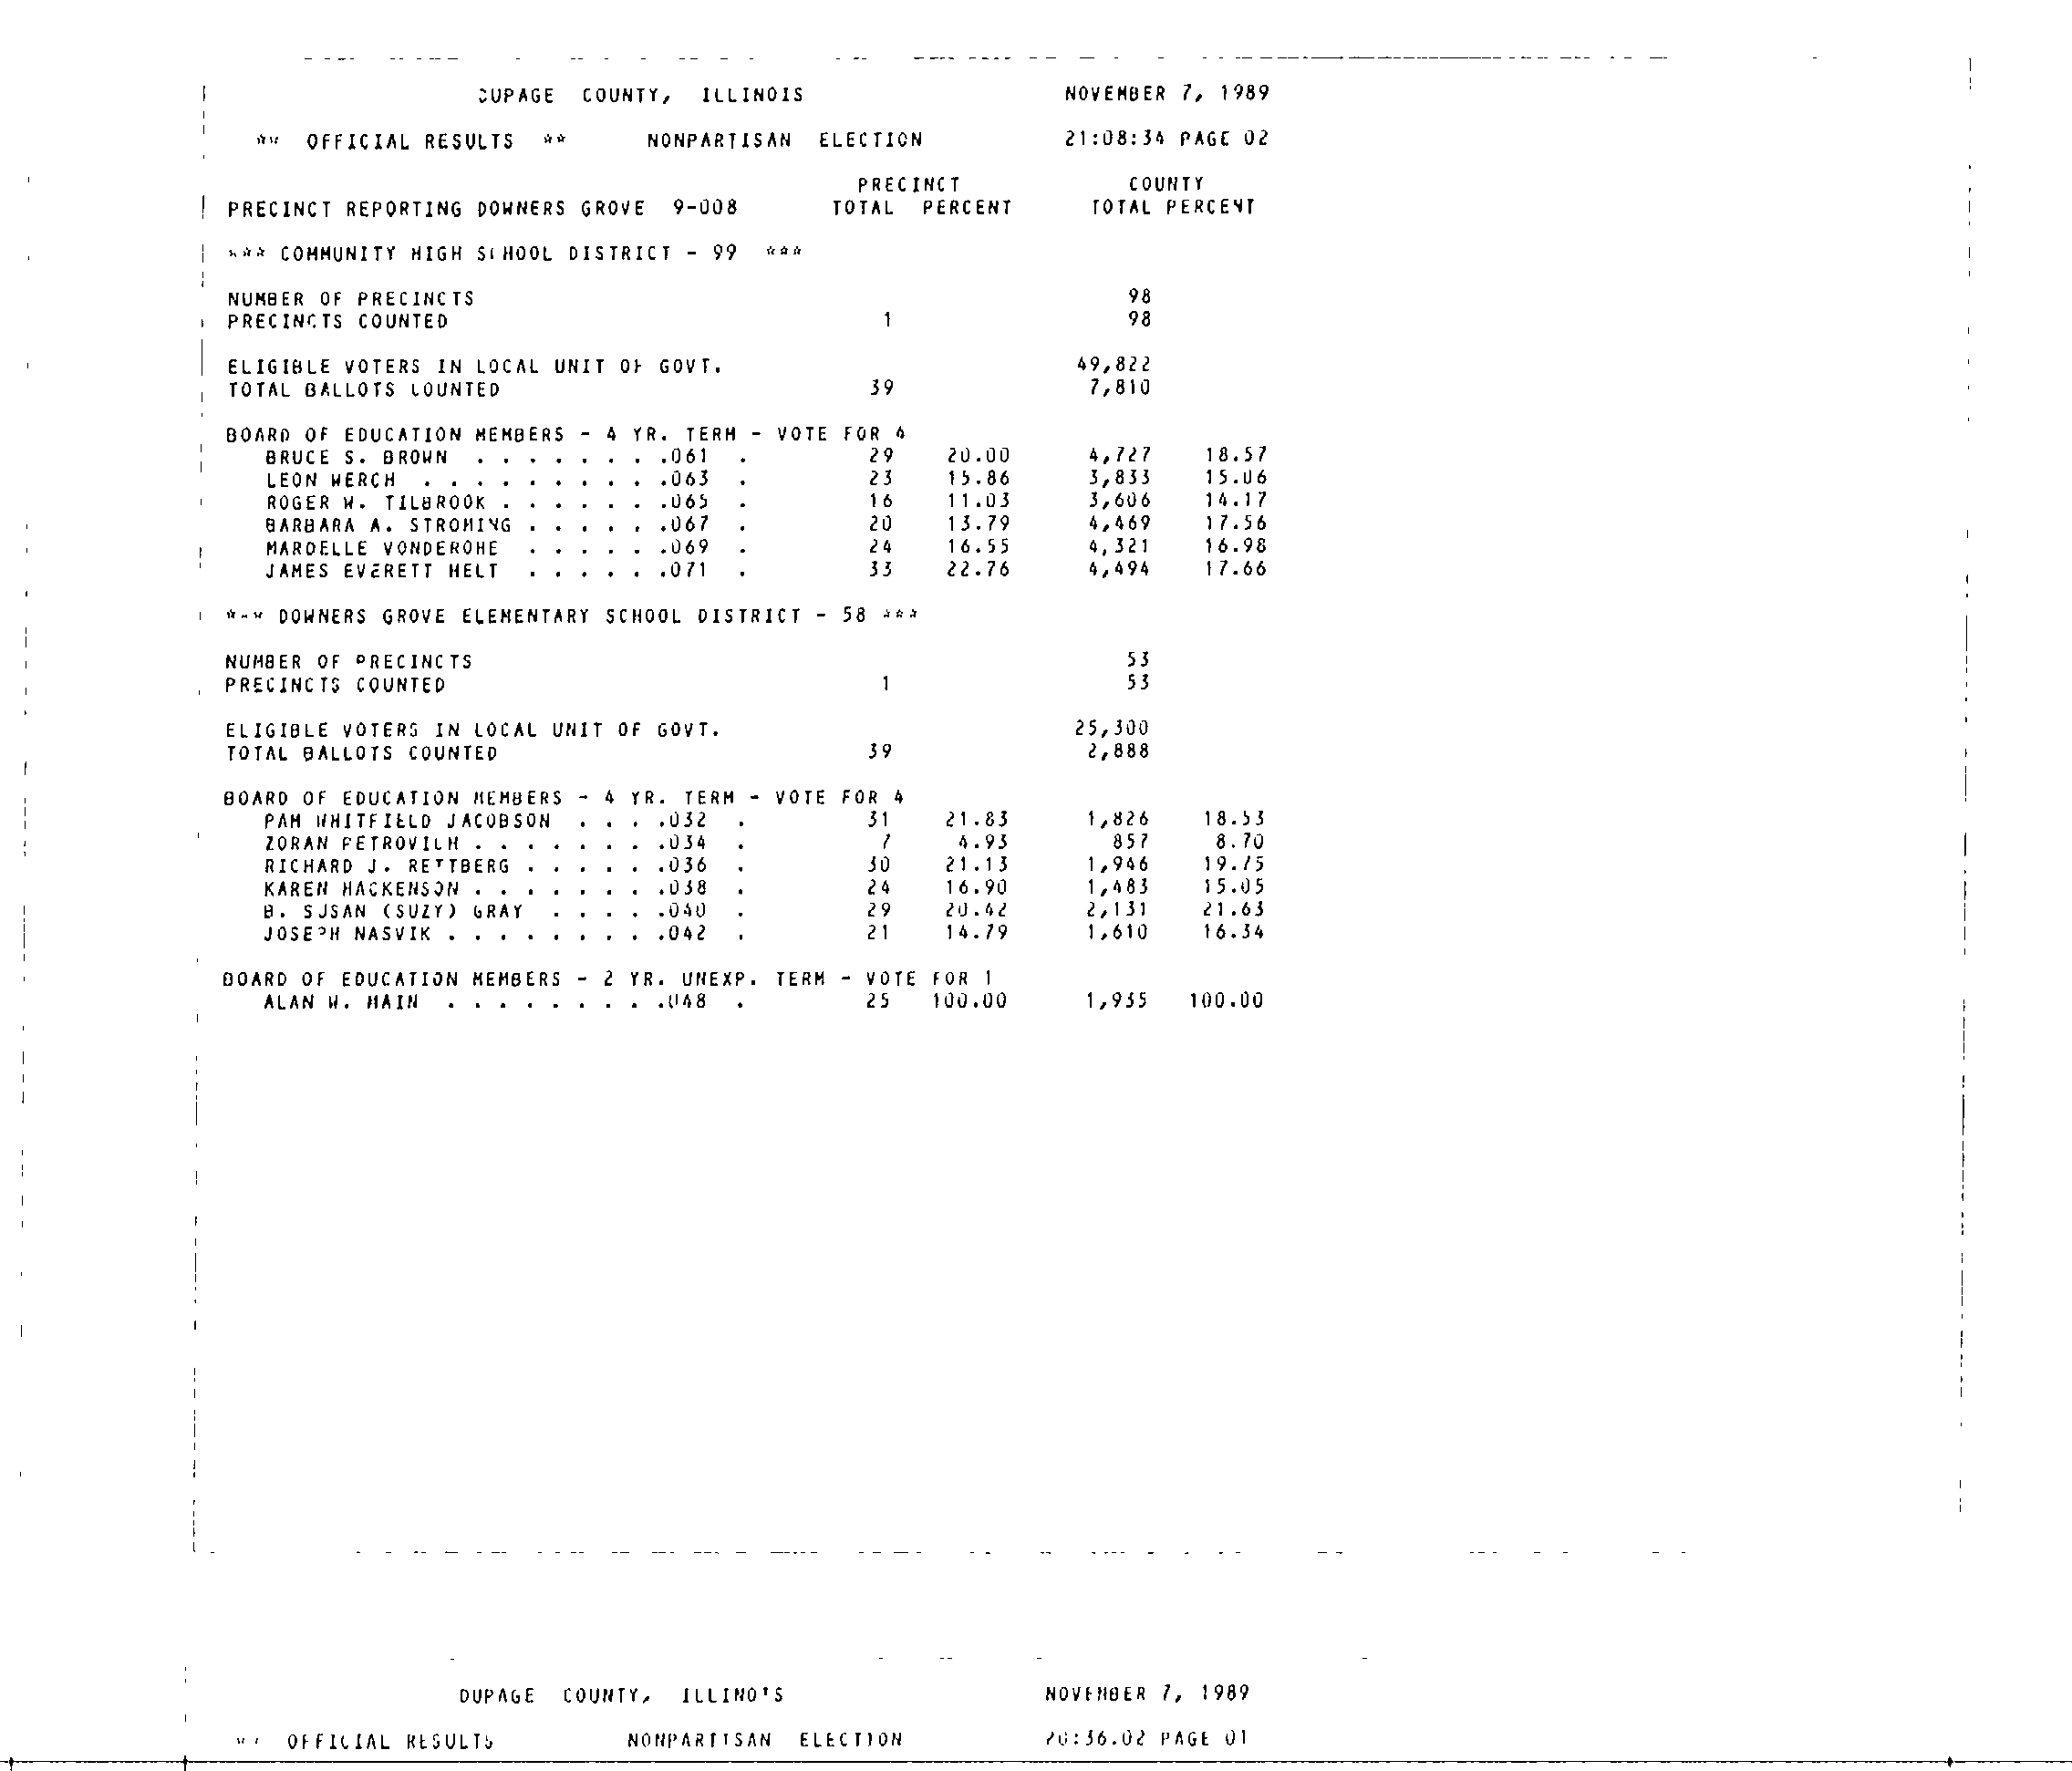 DUPAGE COUNTY, ILLINOIS NOVEMBER 7, 1989
** OFFICIAL RESULTS ** NONPARTISAN ELECTION 21:08:34 PAGE 02
PRECINCT COUNTY
PRECINCT REPORTING DOWNERS GROVE 9-008 TOTAL PERCENT TOTAL PERCENT
*** COMMUNITY HIGH SCHOOL DISTRICT - 99 ***
NUMBER OF PRECINCTS 98
PRECINCTS COUNTED 1 98
ELIGIBLE VOTERS IN LOCAL UNIT OF GOVT. 49,822
TOTAL BALLOTS COUNTED 39 7,810
BOARD OF EDUCATION MEMBERS - 4 YR. TERM - VOTE FOR 4
BRUCE S. BROWN . . . . . . . .061 . 29 20.00 4,727 18.57
LEON WERCH . . . . . . . . . .063 . 23 15.86 3,833 15.06
ROGER W. TILBROOK . . . . . . .065 . 16 11.03 3,606 14.17
BARBARA A. STROMING . . . . . .067 . 20 13.79 4,469 17.56
MARDELLE VONDEROHE . . . . . .069 . 24 16.55 4,321 16.98
JAMES EVERETT HELT . . . . . .071 . 33 22.76 4,494 17.66
*** DOWNERS GROVE ELEMENTARY SCHOOL DISTRICT - 58 ***
NUMBER OF PRECINCTS 53
PRECINCTS COUNTED 1 53
ELIGIBLE VOTERS IN LOCAL UNIT OF GOVT. 25,300
TOTAL BALLOTS COUNTED 39 2,888
BOARD OF EDUCATION MEMBERS - 4 YR. TERM - VOTE FOR 4
PAM WHITFIELD JACOBSON . . . .032 . 31 21.83 1,826 18.53
ZORAN PETROVICH . . . . . . . .034 . 7 4.93 857 8.70
RICHARD J. RETTBERG . . . . . .036 . 30 21.13 1,946 19.75
KAREN HACKENSON . . . . . . . .038 . 24 16.90 1,483 15.05
B. SUSAN (SUZY) GRAY . . . . .040 . 29 20.42 2,131 21.63
JOSEPH NASVIK . . . . . . . . .042 . 21 14.79 1,610 16.34
BOARD OF EDUCATION MEMBERS - 2 YR. UNEXP. TERM - VOTE FOR 1
ALAN W. HAIN . . . . . . . . .048 . 25 100.00 1,935 100.00
DUPAGE COUNTY, ILLINOIS NOVEMBER 7, 1989
** OFFICIAL RESULTS NONPARTISAN ELECTION 20:36.02 PAGE 01